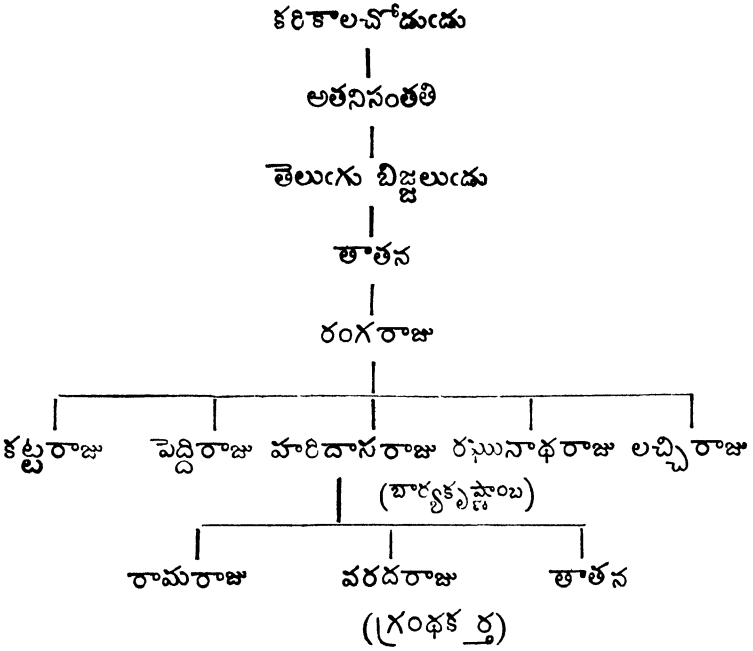 కరికాలచోడుఁడు
అతనిసంతతి
తెలుఁగు బిజ్జలుఁడు
తాతన
రంగరాజు
కట్టరాజు పెద్దిరాజు హరిదాసరాజు రఘునాథరాజు లచ్చిరాజు
(బార్యకృష్ణాంబ)
రామరాజు వరదరాజు తాతన
(గ్రంథకర్త)